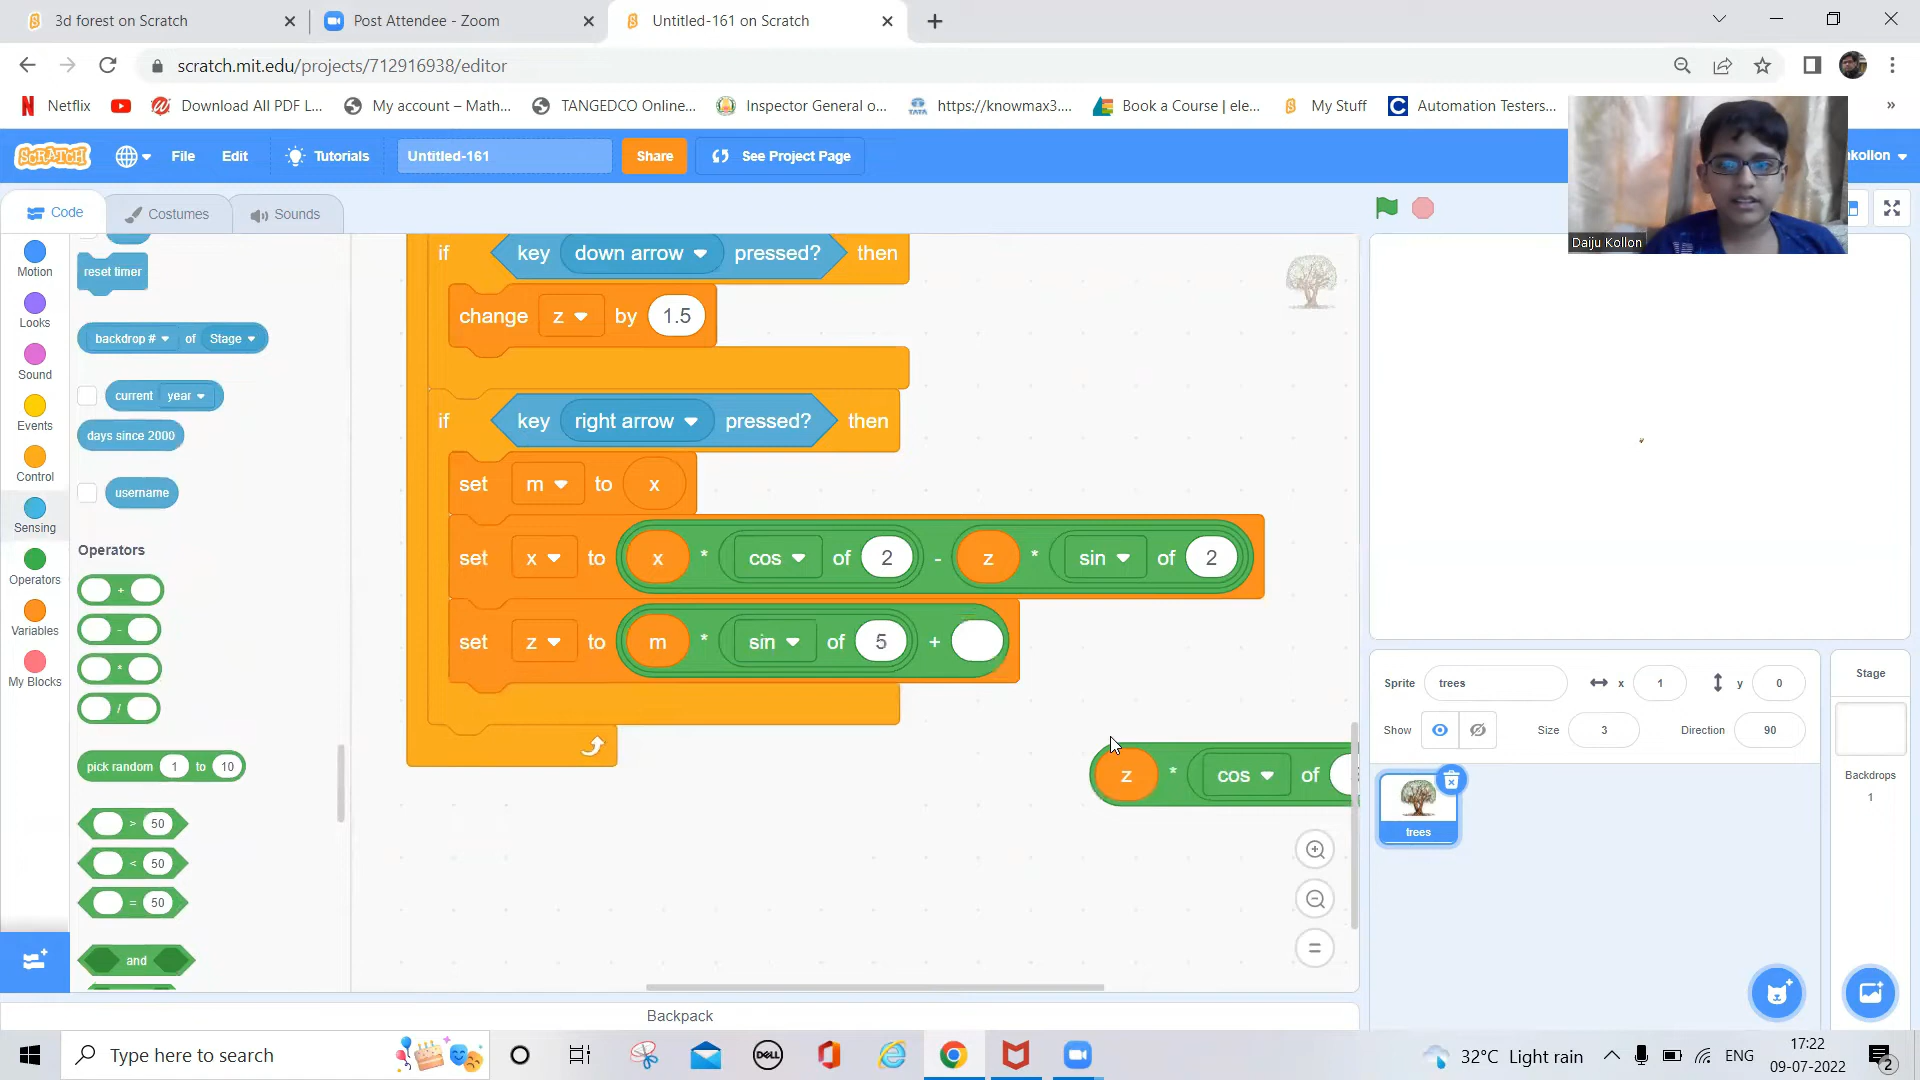 3d forest on Scratch
Post Attendee - Zoom
Untitled-161 on Scratch
scratch.mit.edu/projects/712916938/editor
Netflix
Download All PDF L...
My account – Math...
TANGEDCO Online...
Inspector General o...
https://knowmax3....
Book a Course | ele...
My Stuff
Automation Testers...
»
SCRATCH
File
Edit
Tutorials
Untitled-161
Share
See Project Page
kollon
Code
Costumes
Sounds
Daiju Kollon
Motion
Looks
Sound
Events
Control
Sensing
Operators
Variables
My Blocks
reset timer
backdrop # of Stage
current year
days since 2000
username
Operators
+
-
*
/
pick random 1 to 10
> 50
< 50
= 50
and
if key down arrow pressed? then
change z by 1.5
if key right arrow pressed? then
set m to x
set x to x * cos of 2 - z * sin of 2
set z to m * sin of 5 +
z * cos of
Sprite trees x 1 y 0
Show Size 3 Direction 90
trees
Stage
Backdrops
1
Backpack
Type here to search
DELL
32°C Light rain
ENG
17:22
09-07-2022
2